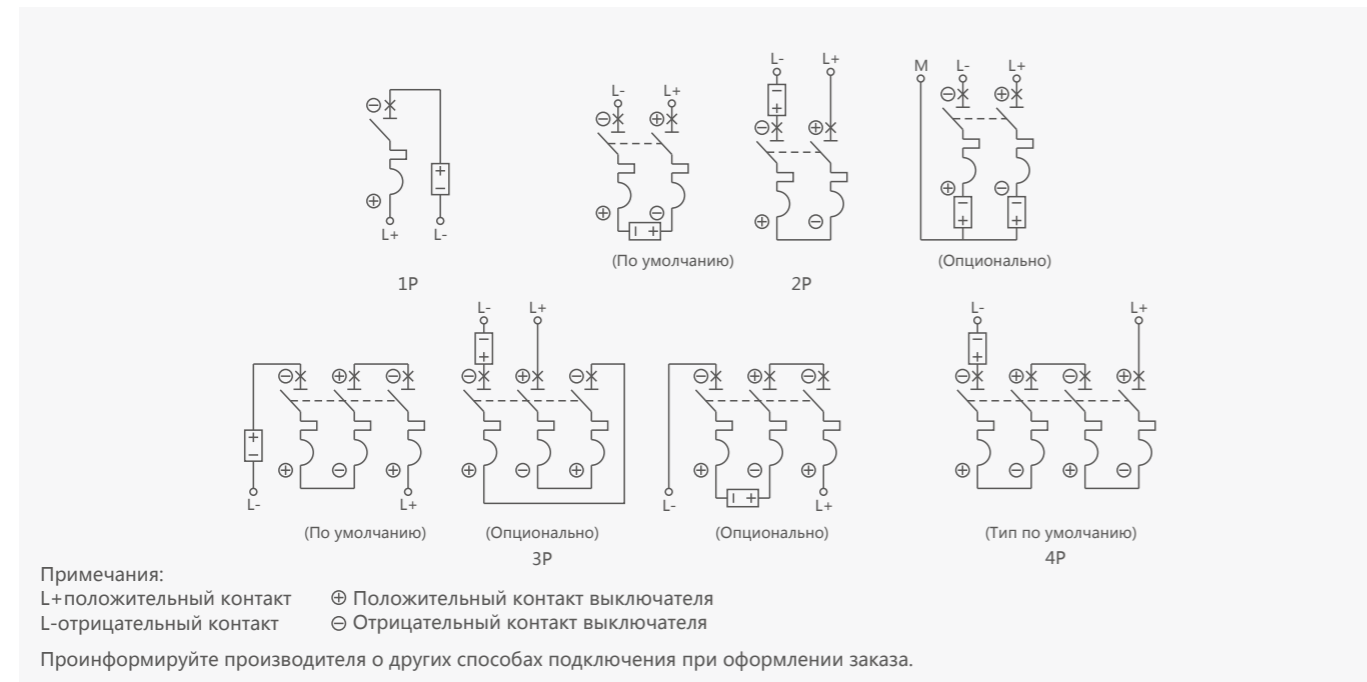 L- L+
M L- L+
L- L+
L+ L-
(По умолчанию)
(Опционально)
1P
2P
L- L+
L-
L+
L-
L+
L-
L+
(По умолчанию)
(Опционально)
(Опционально)
(Тип по умолчанию)
3P
4P
Примечания:
L+положительный контакт ⊕ Положительный контакт выключателя
L-отрицательный контакт ⊖ Отрицательный контакт выключателя
Проинформируйте производителя о других способах подключения при оформлении заказа.